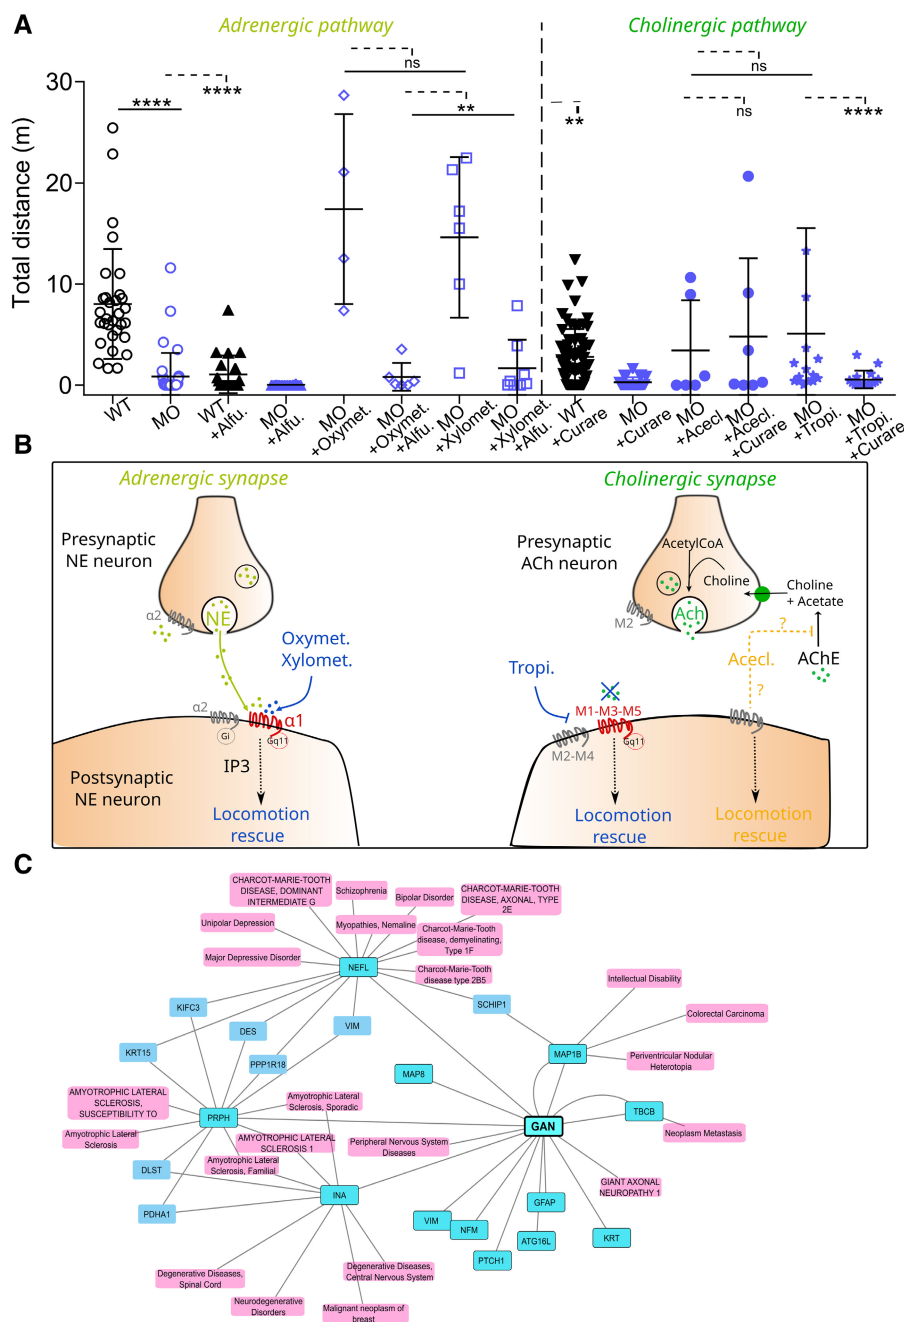 A
Adrenergic pathway
Cholinergic pathway
Total distance (m)
30
20
10
0
****
****
ns
**
**
ns
ns
****
WT
MO
WT
+Alfu.
MO
+Alfu.
MO
+Oxymet.
MO
+Oxymet.
+Alfu.
MO
+Xylomet.
MO
+Xylomet.
+Alfu.
WT
+Curare
MO
+Curare
MO
+Acecl.
MO
+Acecl.
+Curare
MO
+Tropi.
MO
+Tropi.
+Curare
B
Adrenergic synapse
Cholinergic synapse
Presynaptic
NE neuron
α2
NE
Oxymet.
Xylomet.
α2
Gi
α1
Gq11
IP3
Postsynaptic
NE neuron
Locomotion
rescue
Presynaptic
ACh neuron
AcetylCoA
Choline
Ach
M2
Choline
+ Acetate
?
Acecl.
AChE
?
Tropi.
M1-M3-M5
M2-M4
Gq11
Locomotion
rescue
Locomotion
rescue
C
CHARCOT-MARIE-TOOTH
DISEASE, DOMINANT
INTERMEDIATE G
Schizophrenia
Bipolar Disorder
CHARCOT-MARIE-TOOTH
DISEASE, AXONAL, TYPE
2E
Unipolar Depression
Myopathies, Nemaline
Charcot-Marie-Tooth
disease, demyelinating,
Type 1F
Major Depressive Disorder
NEFL
Charcot-Marie-Tooth
disease type 2B5
Intellectual Disability
KIFC3
SCHIP1
Colorectal Carcinoma
DES
VIM
KRT15
PPP1R18
MAP1B
Periventricular Nodular
Heterotopia
MAP8
AMYOTROPHIC LATERAL
SCLEROSIS,
SUSCEPTIBILITY TO
Amyotrophic Lateral
Sclerosis, Sporadic
PRPH
TBCB
GAN
Neoplasm Metastasis
Amyotrophic Lateral
Sclerosis
AMYOTROPHIC LATERAL
SCLEROSIS 1
Peripheral Nervous System
Diseases
Amyotrophic Lateral
Sclerosis, Familial
DLST
INA
GIANT AXONAL
NEUROPATHY 1
PDHA1
VIM
NFM
GFAP
ATG16L
KRT
PTCH1
Degenerative Diseases,
Spinal Cord
Degenerative Diseases,
Central Nervous System
Neurodegenerative
Disorders
Malignant neoplasm of
breast